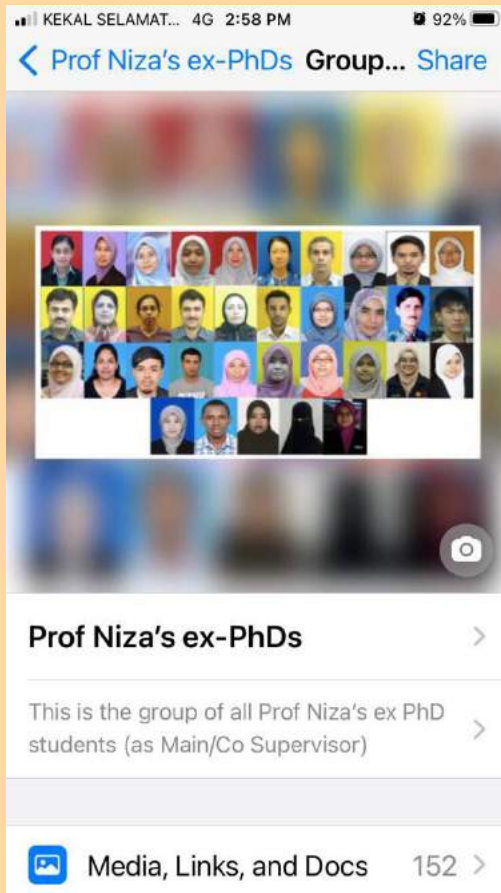 KEKAL SELAMAT... 4G 2:58 PM 92%
Prof Niza's ex-PhDs Group... Share
Prof Niza's ex-PhDs
This is the group of all Prof Niza's ex PhD
students (as Main/Co Supervisor)
Media, Links, and Docs 152